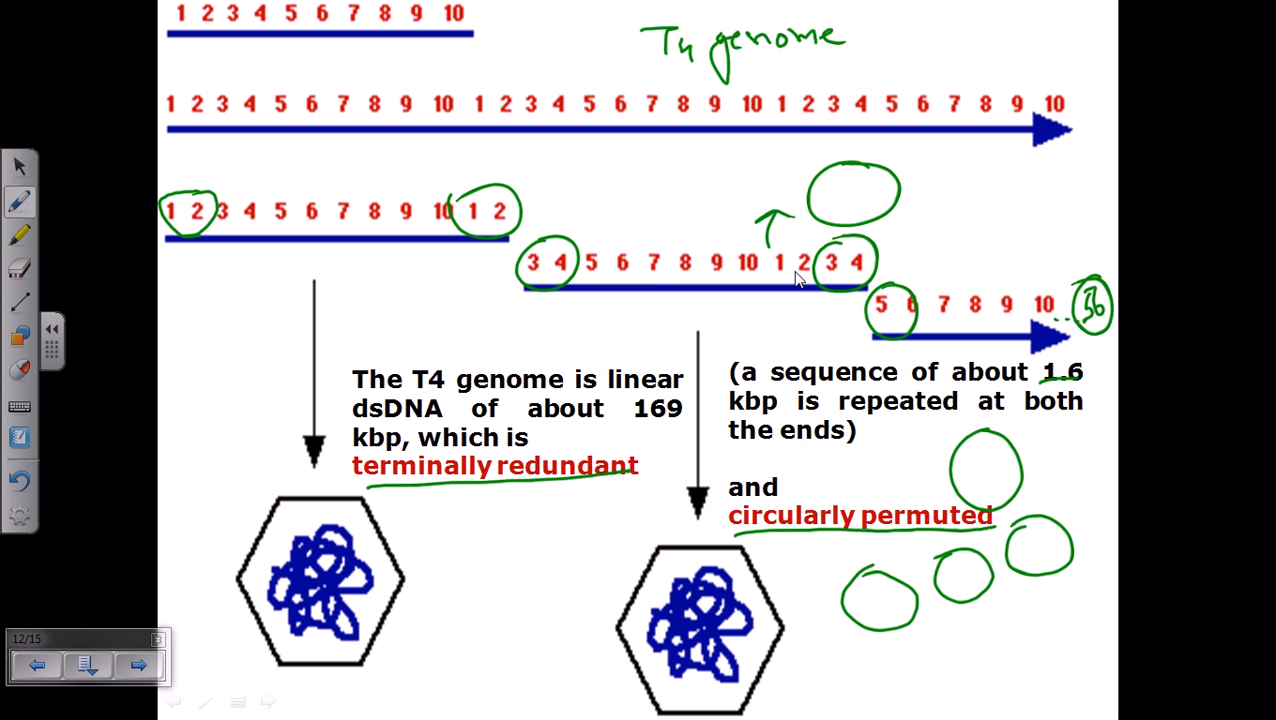 1 2 3 4 5 6 7 8 9 10
T4 genome
1 2 3 4 5 6 7 8 9 10 1 2 3 4 5 6 7 8 9 10 1 2 3 4 5 6 7 8 9 10
1 2 3 4 5 6 7 8 9 10 1 2
3 4 5 6 7 8 9 10 1 2 3 4
5 6 7 8 9 10 ... 56
The T4 genome is linear
dsDNA of about 169
kbp, which is
terminally redundant
(a sequence of about 1.6
kbp is repeated at both
the ends)
and
circularly permuted
12/15